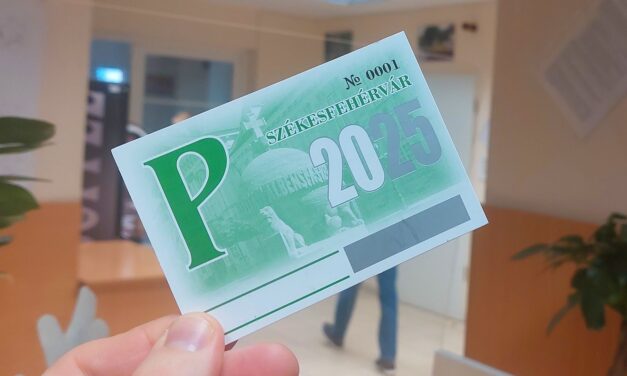 № 0001
SZÉKESFEHÉRVÁR
P
2025